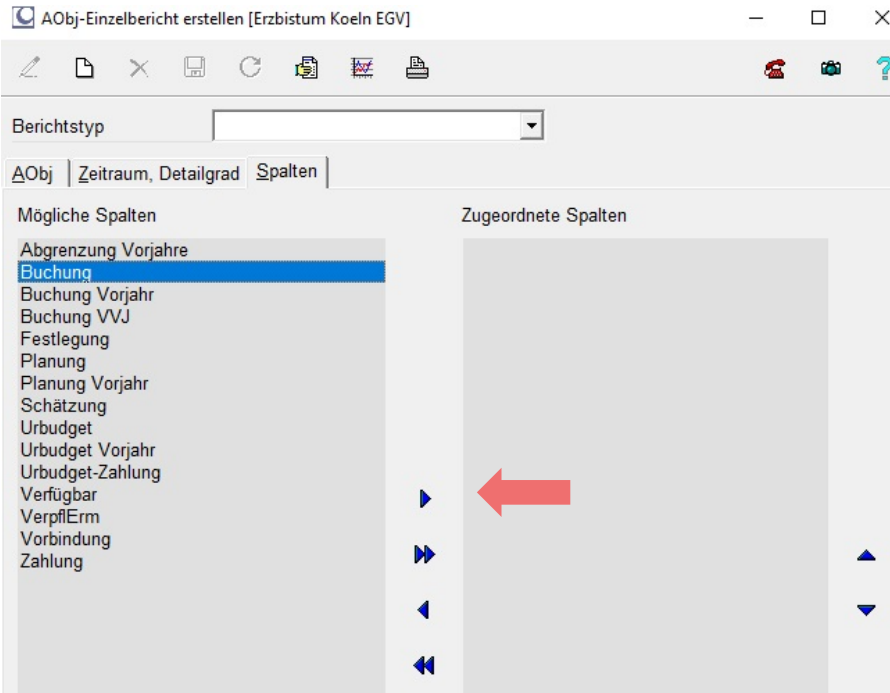 AObj-Einzelbericht erstellen [Erzbistum Koeln EGV]
?
Berichtstyp
AObj Zeitraum, Detailgrad Spalten
Mögliche Spalten Zugeordnete Spalten
Abgrenzung Vorjahre
Buchung
Buchung Vorjahr
Buchung VVJ
Festlegung
Planung
Planung Vorjahr
Schätzung
Urbudget
Urbudget Vorjahr
Urbudget-Zahlung
Verfügbar
VerpflErm
Vorbindung
Zahlung